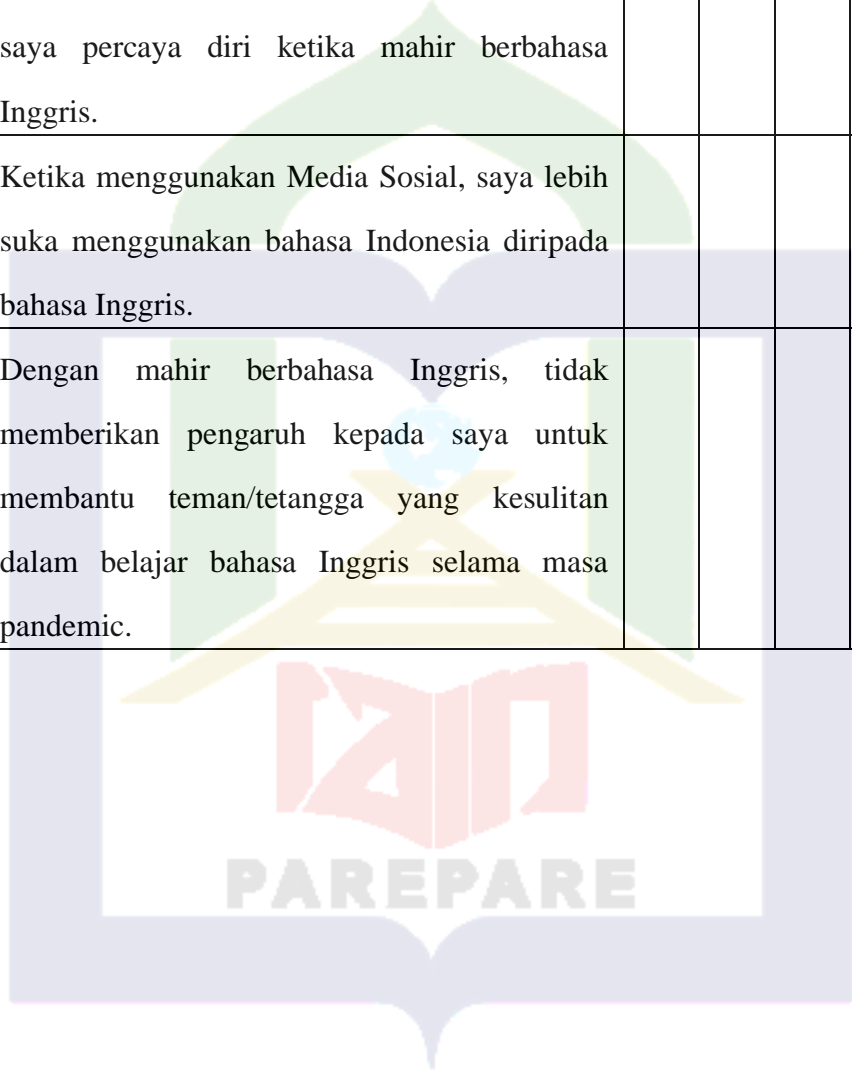 saya percaya diri ketika mahir berbahasa
Inggris.
Ketika menggunakan Media Sosial, saya lebih
suka menggunakan bahasa Indonesia diripada
bahasa Inggris.
Dengan mahir berbahasa Inggris, tidak
memberikan pengaruh kepada saya untuk
membantu teman/tetangga yang kesulitan
dalam belajar bahasa Inggris selama masa
pandemic.
iain
PAREPARE